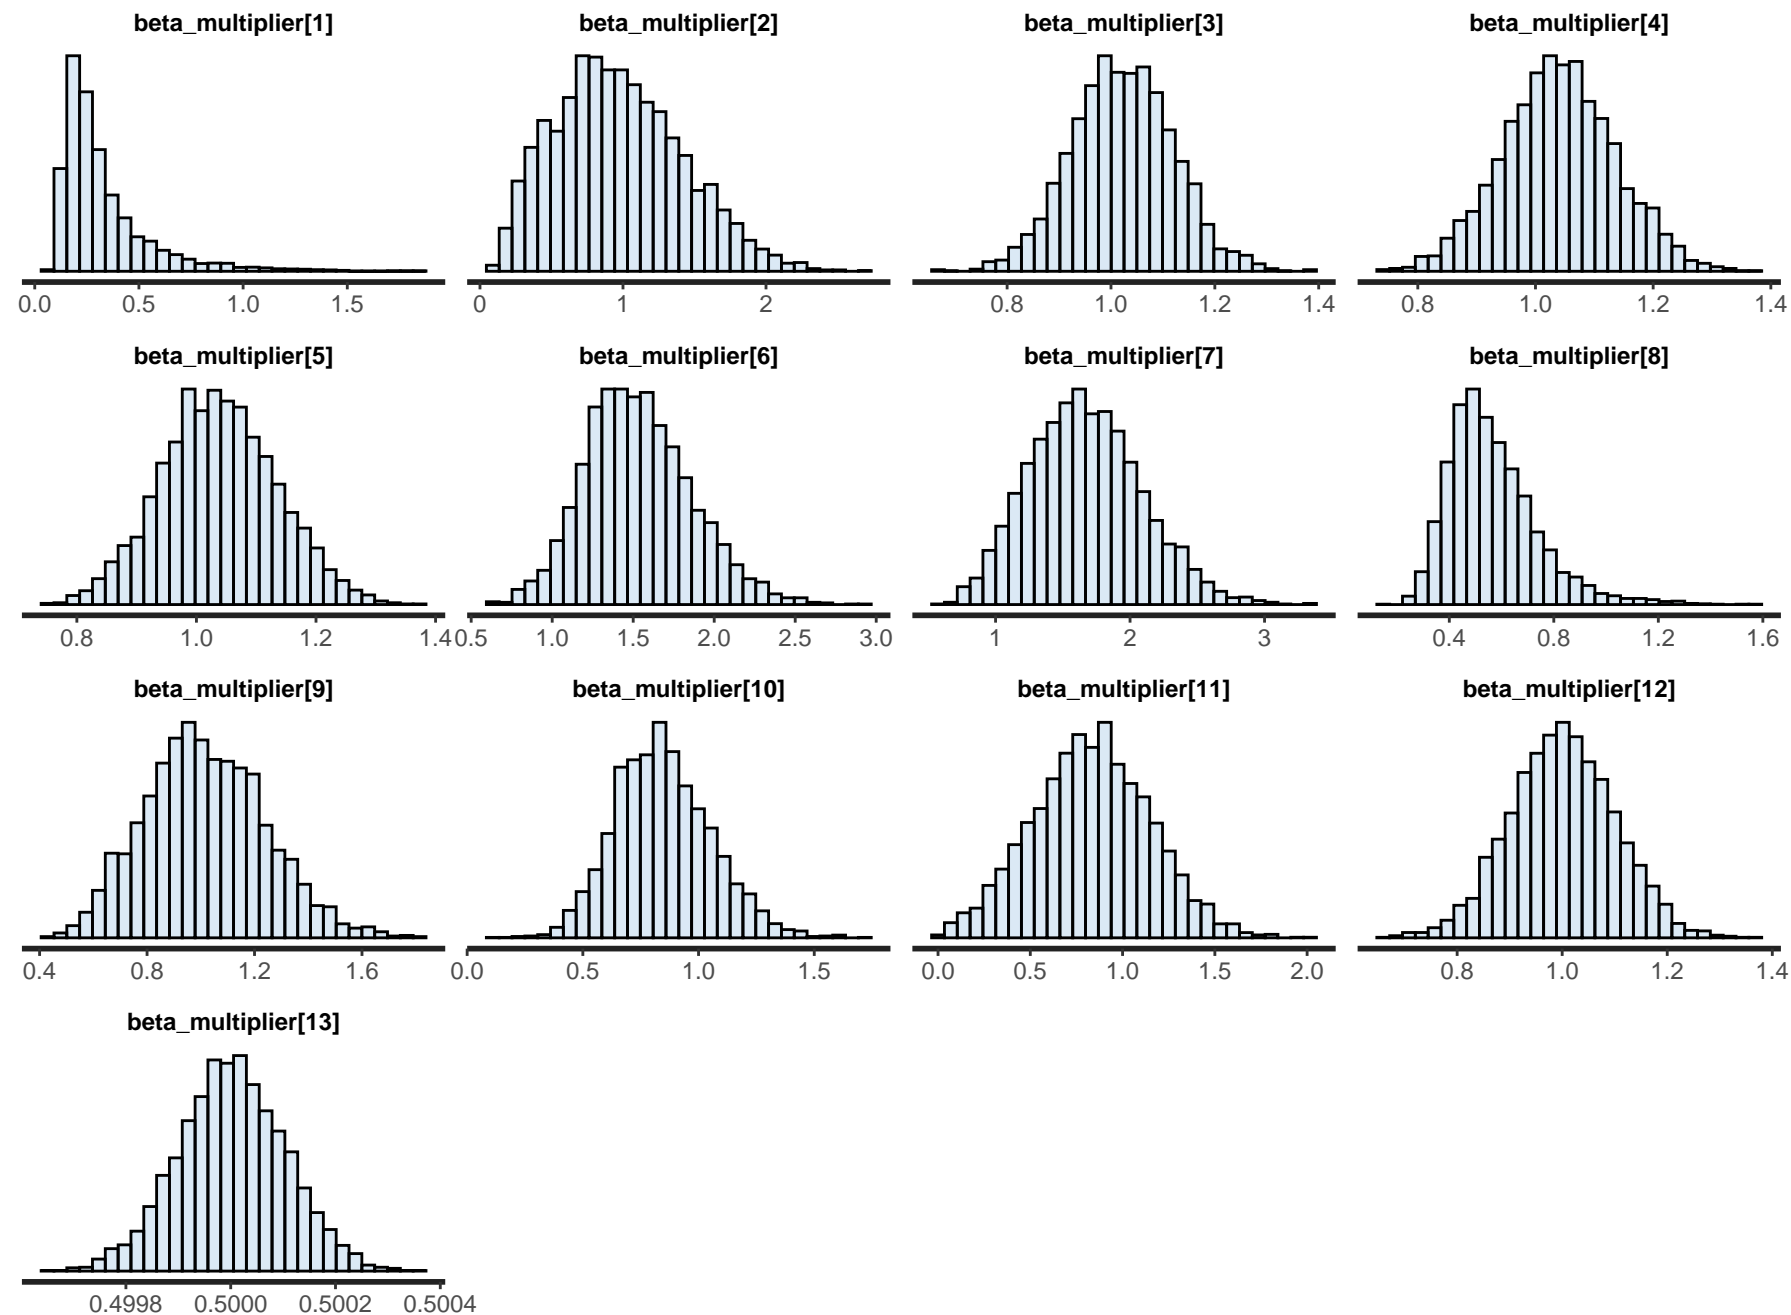 beta_multiplier[1] beta_multiplier[2] beta_multiplier[3] beta_multiplier[4]
0.0 0.5 1.0 1.5 0 1 2 0.8 1.0 1.2 1.4 0.8 1.0 1.2 1.4
beta_multiplier[5] beta_multiplier[6] beta_multiplier[7] beta_multiplier[8]
0.8 1.0 1.2 1.4 0.5 1.0 1.5 2.0 2.5 3.0 1 2 3 0.4 0.8 1.2 1.6
beta_multiplier[9] beta_multiplier[10] beta_multiplier[11] beta_multiplier[12]
0.4 0.8 1.2 1.6 0.0 0.5 1.0 1.5 0.0 0.5 1.0 1.5 2.0 0.8 1.0 1.2 1.4
beta_multiplier[13]
0.4998 0.5000 0.5002 0.5004